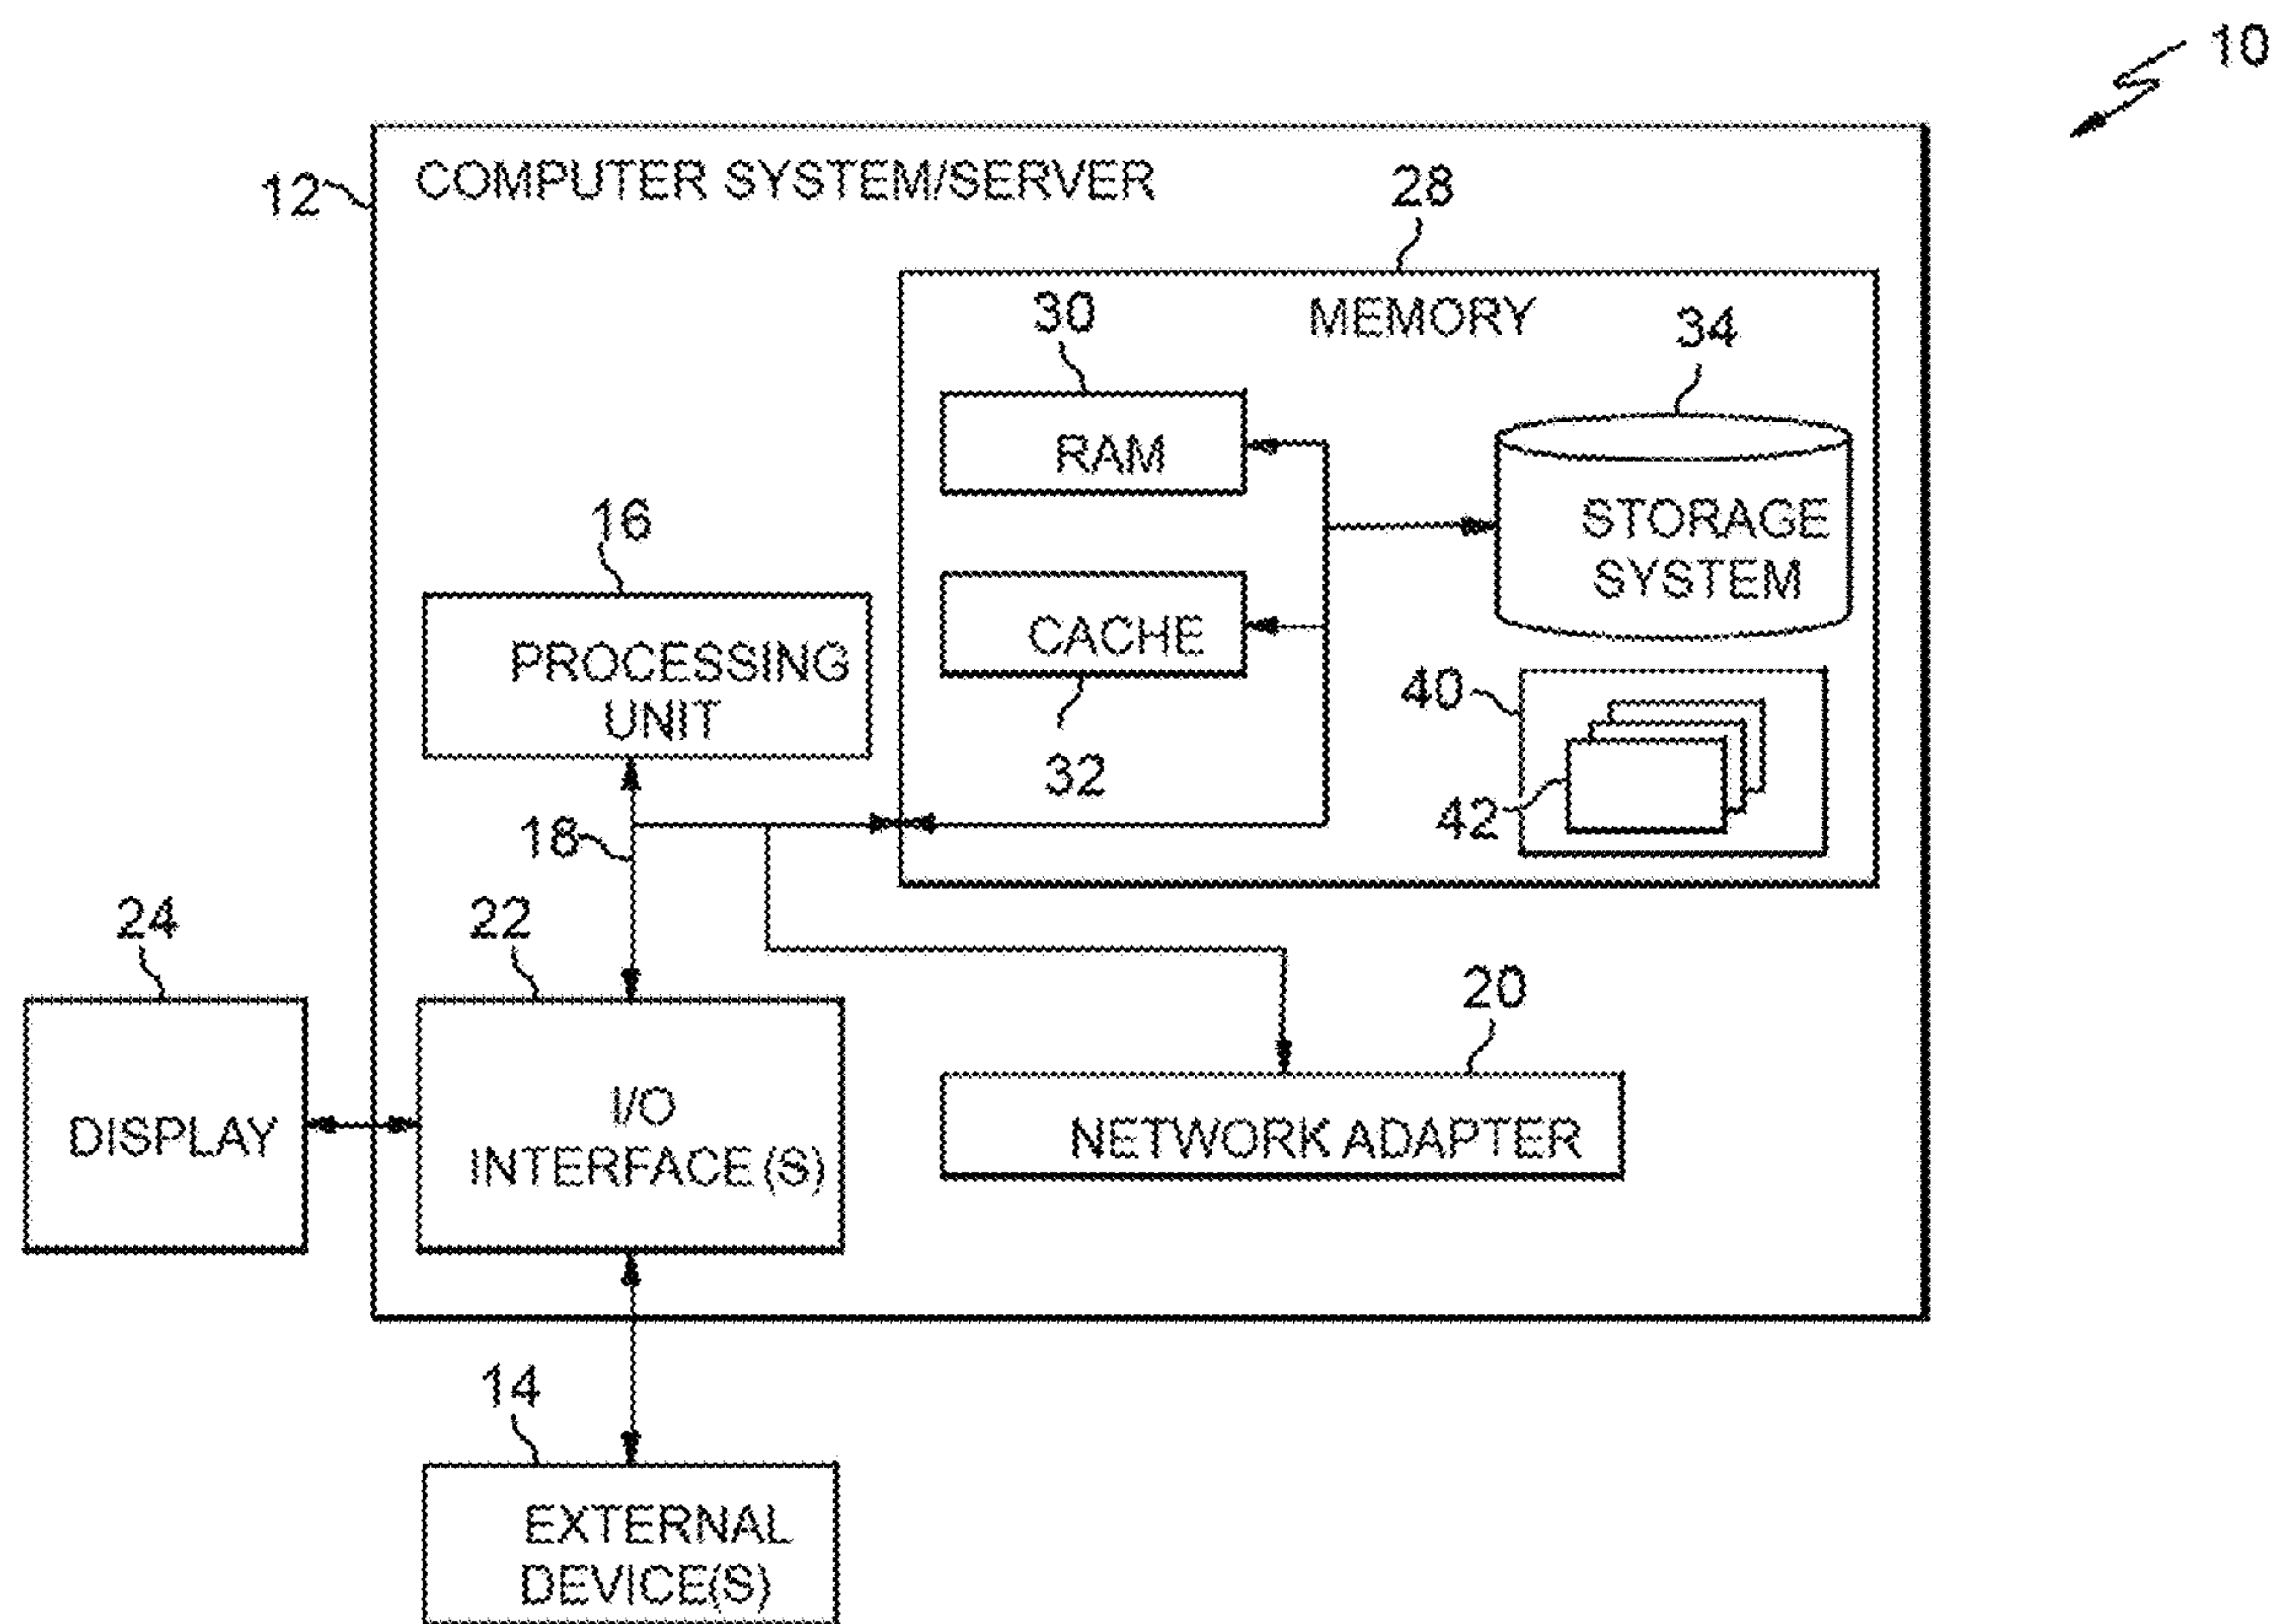 10
12
COMPUTER SYSTEM/SERVER
28
MEMORY
30
34
RAM
STORAGE
SYSTEM
16
CACHE
PROCESSING
UNIT
32
40
42
18
24
22
20
DISPLAY
I/O
INTERFACE(S)
NETWORK ADAPTER
14
EXTERNAL
DEVICE(S)